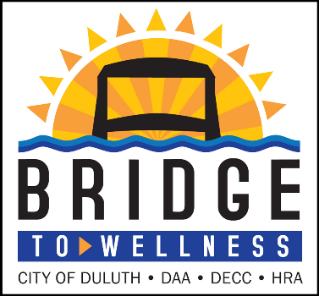 BRIDGE
TO WELLNESS
CITY OF DULUTH • DAA • DECC • HRA